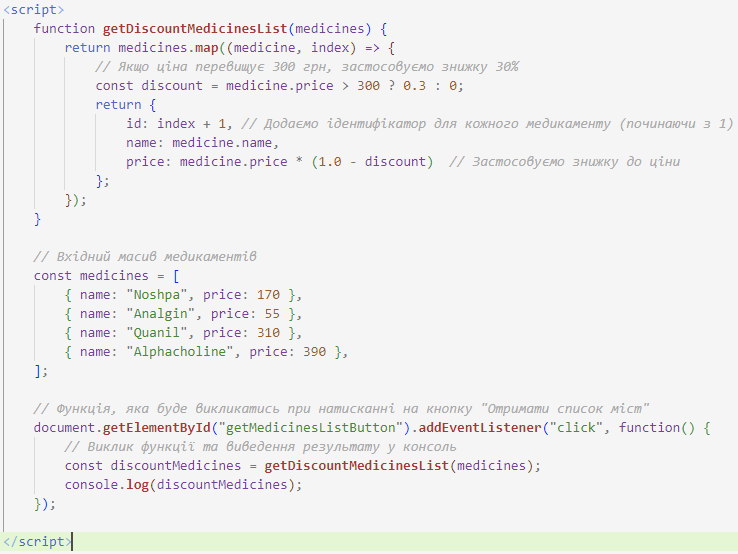 <script>
    function getDiscountMedicinesList(medicines) {
        return medicines.map((medicine, index) => {
            // Якщо ціна перевищує 300 грн, застосовуємо знижку 30%
            const discount = medicine.price > 300 ? 0.3 : 0;
            return {
                id: index + 1, // Додаємо ідентифікатор для кожного медикаменту (починаючи з 1)
                name: medicine.name,
                price: medicine.price * (1.0 - discount)  // Застосовуємо знижку до ціни
            };
        });
    }

    // Вхідний масив медикаментів
    const medicines = [
        { name: "Noshpa", price: 170 },
        { name: "Analgin", price: 55 },
        { name: "Quanil", price: 310 },
        { name: "Alphacholine", price: 390 },
    ];

    // Функція, яка буде викликатись при натисканні на кнопку "Отримати список міст"
    document.getElementById("getMedicinesListButton").addEventListener("click", function() {
        // Виклик функції та виведення результату у консоль
        const discountMedicines = getDiscountMedicinesList(medicines);
        console.log(discountMedicines);
    });

</script>